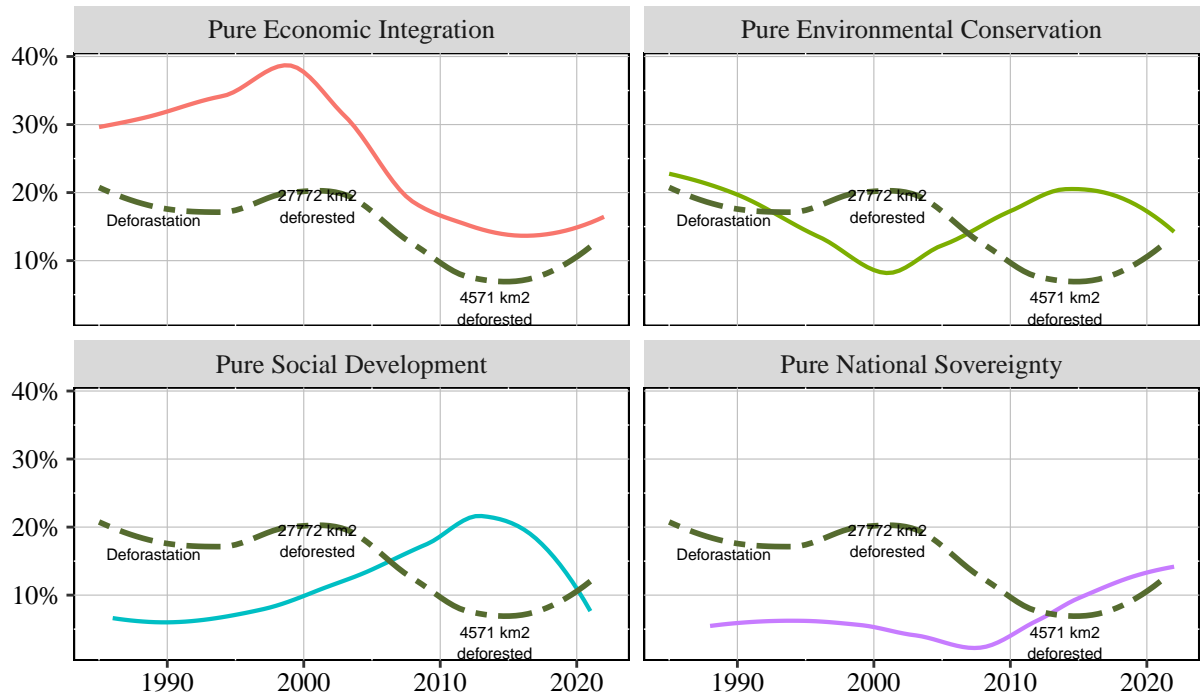 Pure Economic Integration
Pure Environmental Conservation
40%
30%
20%
10%
Deforastation
27772 km2
deforested
4571 km2
deforested
Deforastation
27772 km2
deforested
4571 km2
deforested
Pure Social Development
Pure National Sovereignty
40%
30%
20%
10%
Deforastation
27772 km2
deforested
4571 km2
deforested
Deforastation
27772 km2
deforested
4571 km2
deforested
1990 2000 2010 2020
1990 2000 2010 2020